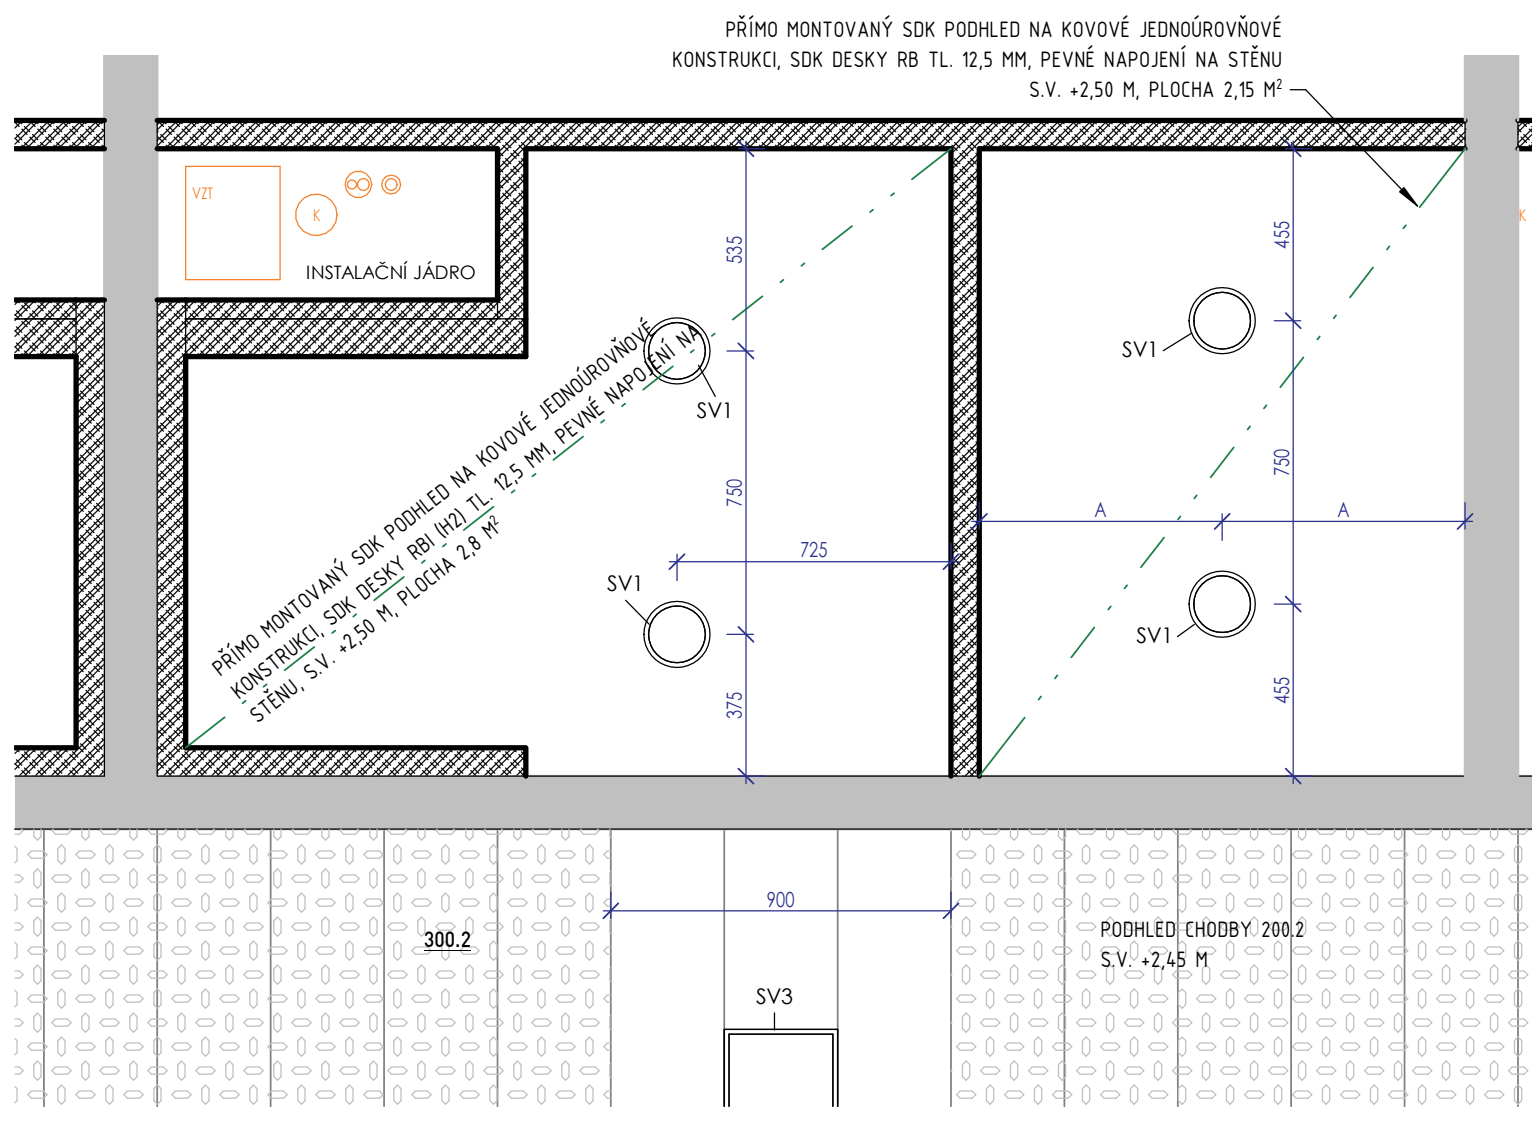 PŘÍMO MONTOVANÝ SDK PODHLED NA KOVOVÉ JEDNOÚROVŇOVÉ
KONSTRUKCI, SDK DESKY RB TL. 12,5 MM, PEVNÉ NAPOJENÍ NA STĚNU
S.V. +2,50 M, PLOCHA 2,15 M²
VZT
K
INSTALAČNÍ JÁDRO
K
535
455
SV1
SV1
PŘÍMO MONTOVANÝ SDK PODHLED NA KOVOVÉ JEDNOÚROVŇOVÉ
KONSTRUKCI, SDK DESKY RBI (H2) TL. 12,5 MM, PEVNÉ NAPOJENÍ NA
STĚNU, S.V. +2,50 M, PLOCHA 2,8 M²
750
750
A
A
725
SV1
SV1
375
455
900
300.2
PODHLED CHODBY 200.2
S.V. +2,45 M
SV3